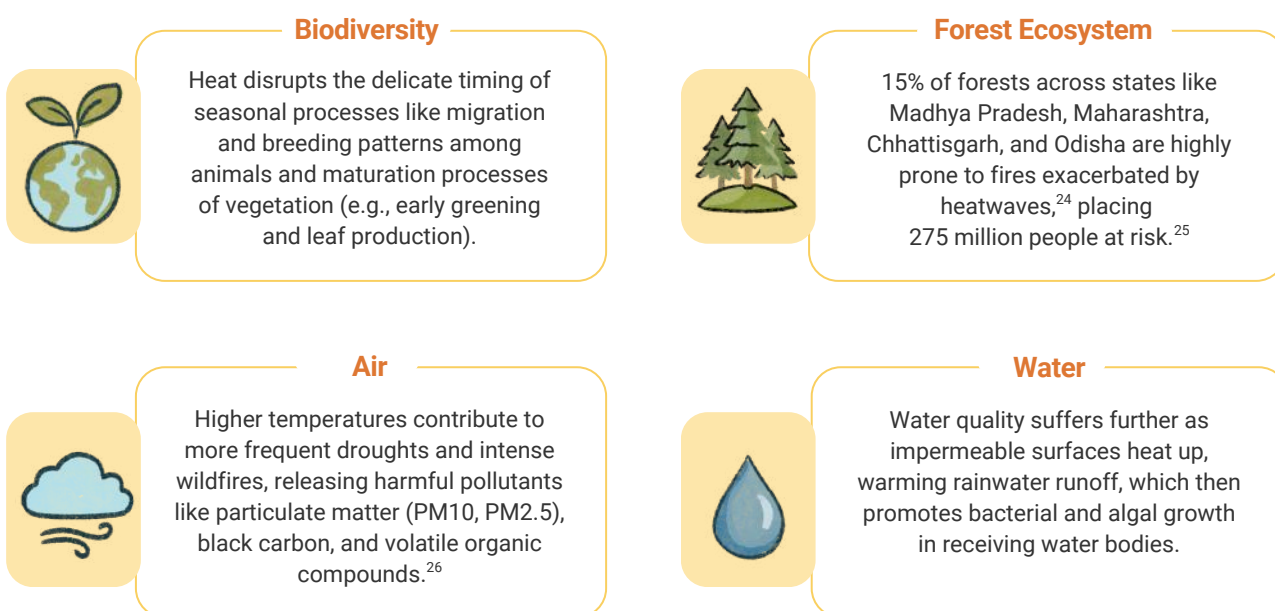 Biodiversity
Heat disrupts the delicate timing of
seasonal processes like migration
and breeding patterns among
animals and maturation processes
of vegetation (e.g., early greening
and leaf production).
Forest Ecosystem
15% of forests across states like
Madhya Pradesh, Maharashtra,
Chhattisgarh, and Odisha are highly
prone to fires exacerbated by
heatwaves,24 placing
275 million people at risk.25
Air
Higher temperatures contribute to
more frequent droughts and intense
wildfires, releasing harmful pollutants
like particulate matter (PM10, PM2.5),
black carbon, and volatile organic
compounds.26
Water
Water quality suffers further as
impermeable surfaces heat up,
warming rainwater runoff, which then
promotes bacterial and algal growth
in receiving water bodies.